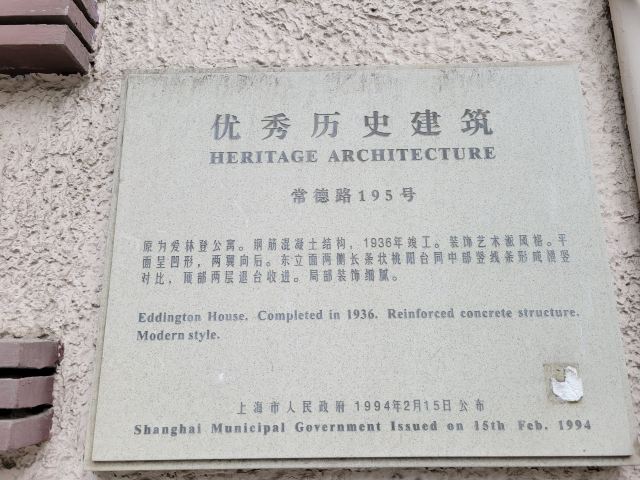 优秀历史建筑
HERITAGE ARCHITECTURE
常德路195号
原为爱林登公寓。钢筋混凝土结构，1936年竣工。装饰艺术派风格。平
面呈凹形，两翼向后。东立面两侧长条状挑阳台同中部竖线条形成横竖
对比，顶部两层退台收进。局部装饰细腻。
Eddington House. Completed in 1936. Reinforced concrete structure.
Modern style.
上海市人民政府 1994年2月15日公布
Shanghai Municipal Government Issued on 15th Feb. 1994